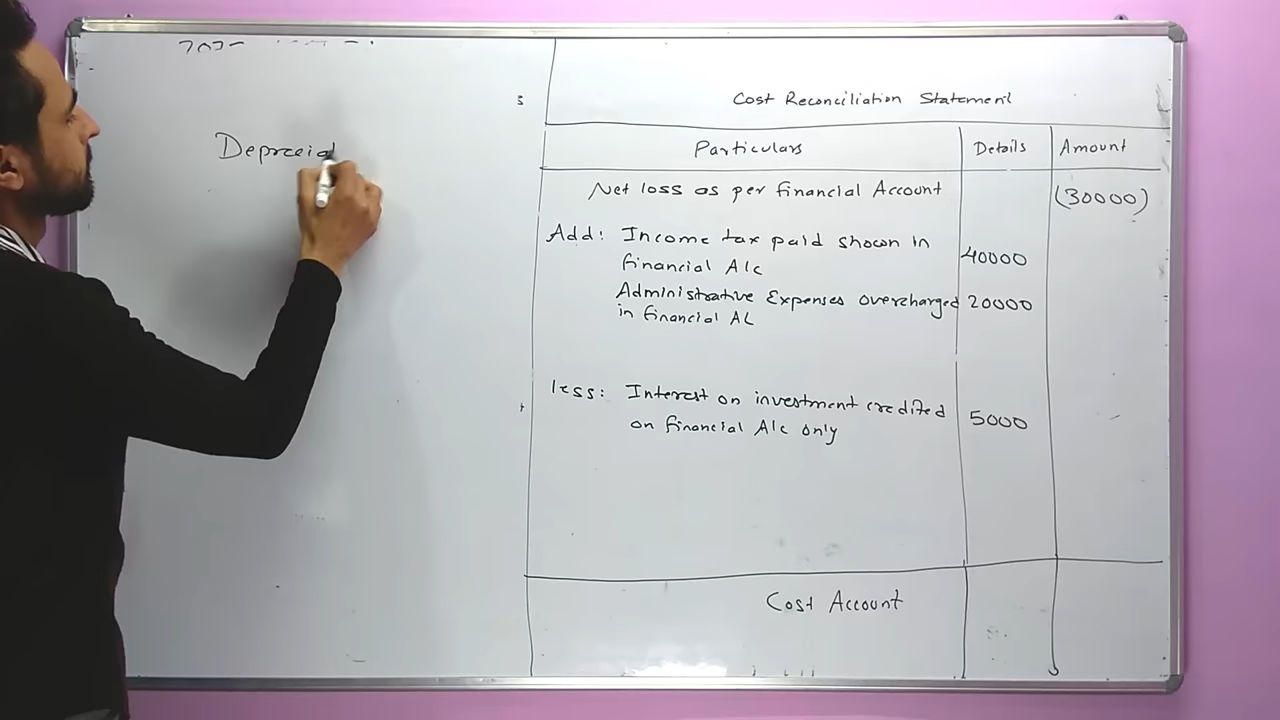 Depreciat
Cost Reconciliation Statement
Particulars Details Amount
Net loss as per financial Account (30000)
Add: Income tax paid shown in
financial A/c 40000
Administrative Expenses overcharged 20000
in financial AC
less: Interest on investment credited
on financial A/c only 5000
Cost Account